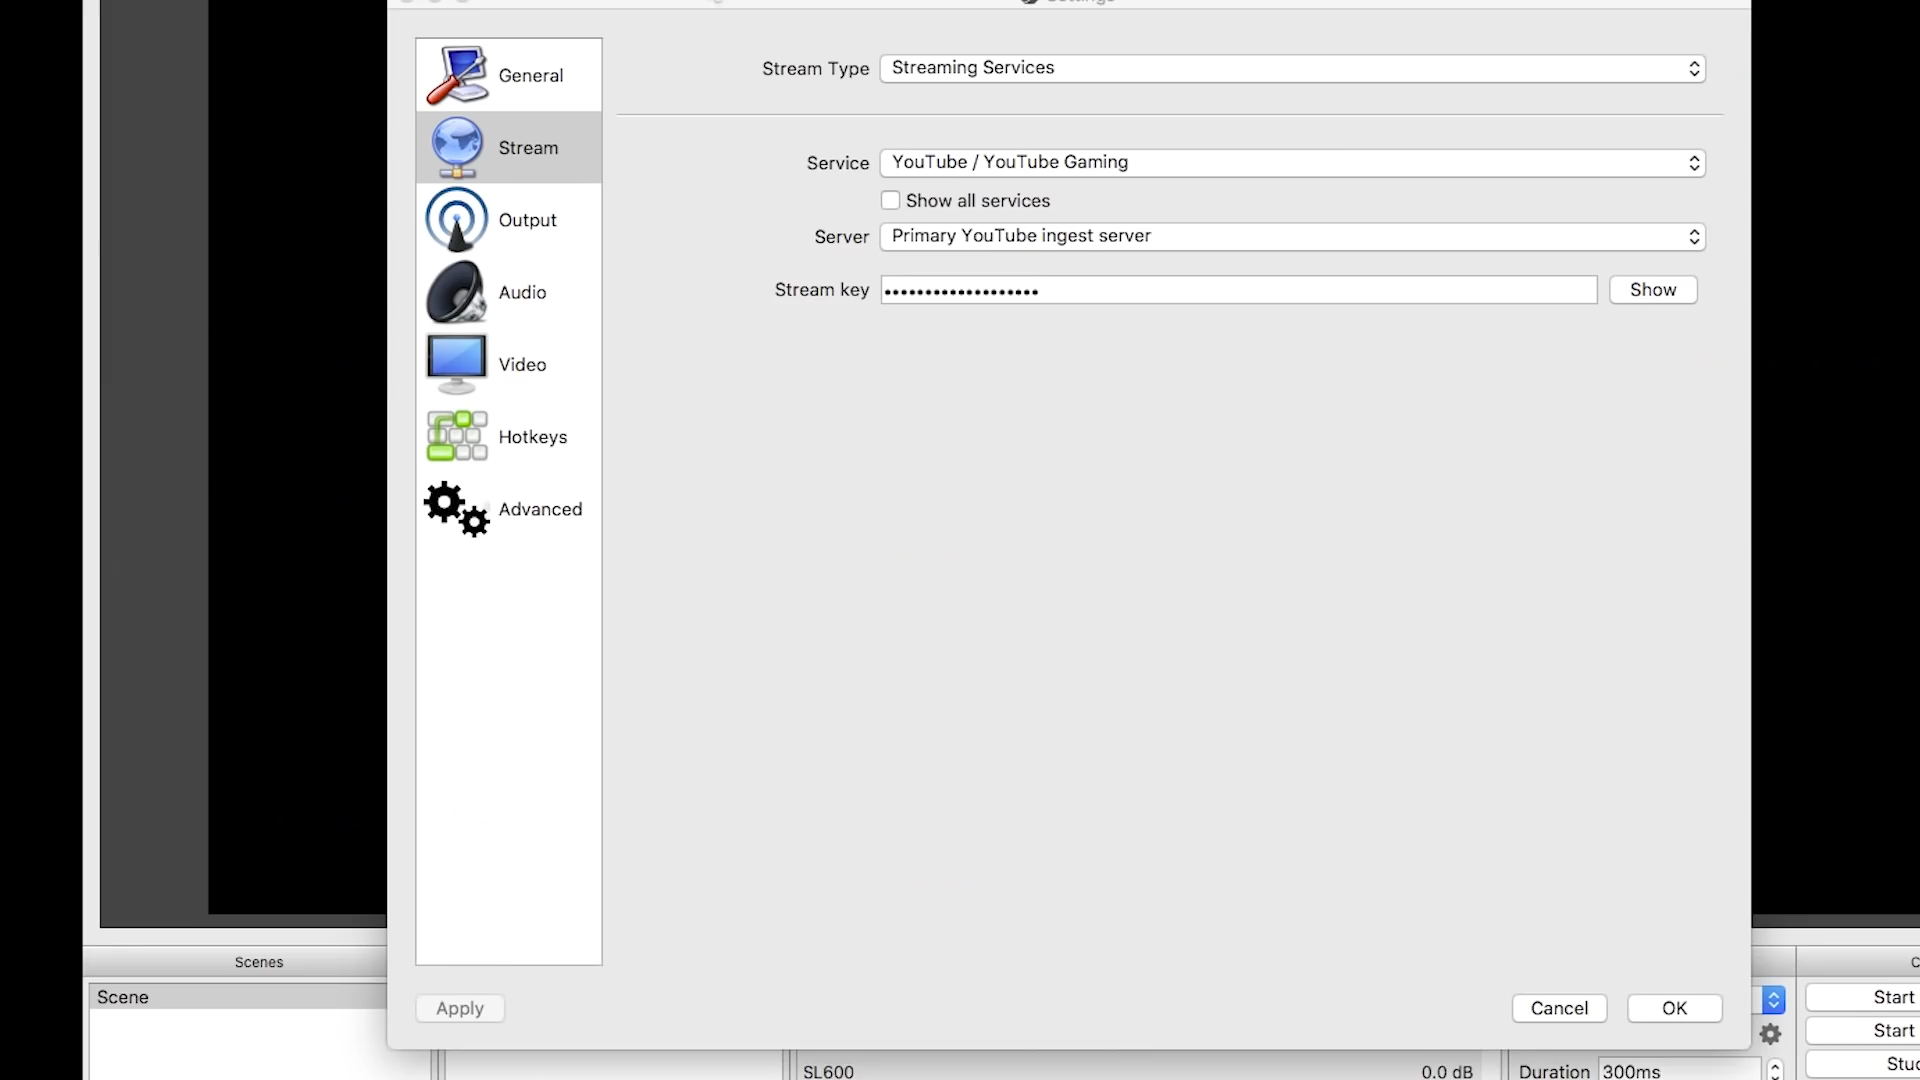 General
Stream
Output
Audio
Video
Hotkeys
Advanced
Stream Type Streaming Services
Service YouTube / YouTube Gaming
Show all services
Server Primary YouTube ingest server
Stream key ••••••••••••••••••• Show
Apply
Cancel OK
Scenes
Scene
SL600 0.0 dB
Duration 300ms
Start
Start